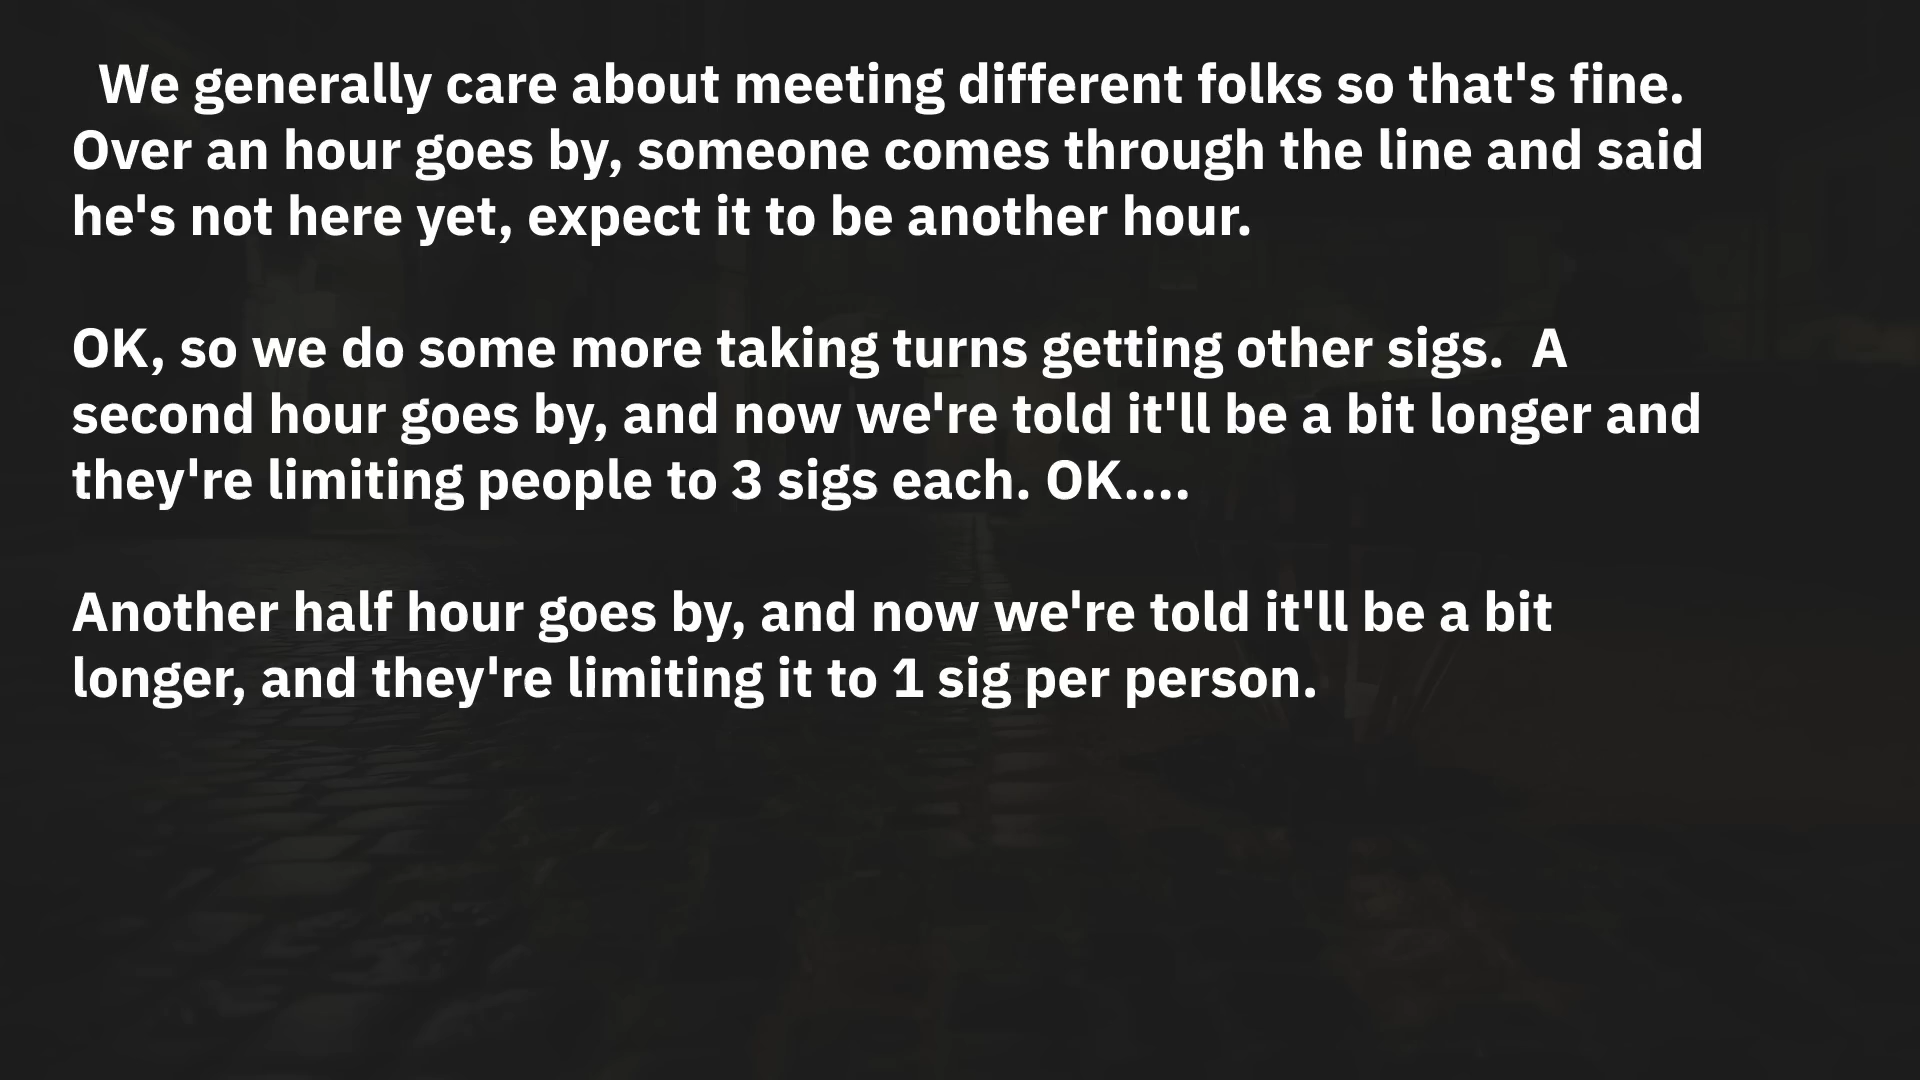 We generally care about meeting different folks so that's fine.
Over an hour goes by, someone comes through the line and said
he's not here yet, expect it to be another hour.
OK, so we do some more taking turns getting other sigs.  A
second hour goes by, and now we're told it'll be a bit longer and
they're limiting people to 3 sigs each. OK....
Another half hour goes by, and now we're told it'll be a bit
longer, and they're limiting it to 1 sig per person.